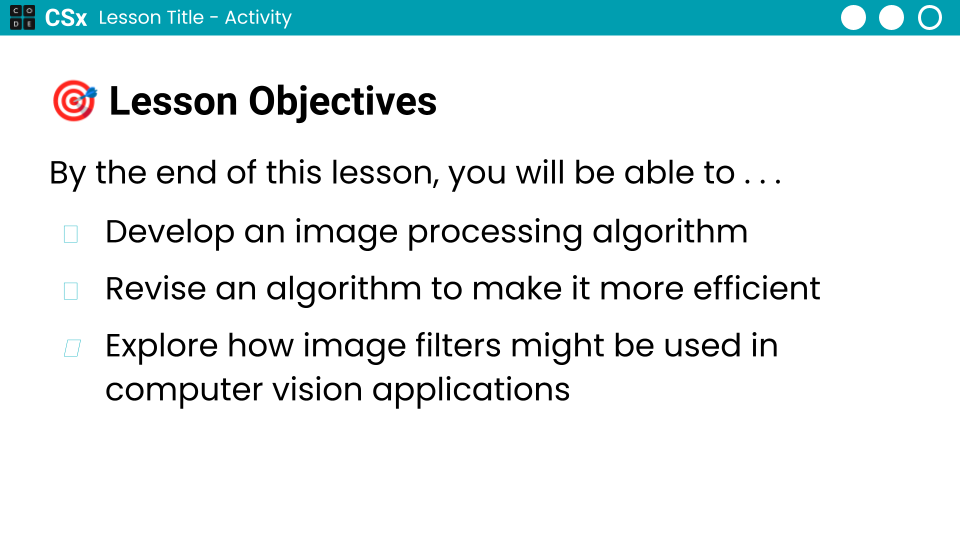 CODE CSx Lesson Title - Activity
Lesson Objectives
By the end of this lesson, you will be able to . . .
Develop an image processing algorithm
Revise an algorithm to make it more efficient
Explore how image filters might be used in
computer vision applications